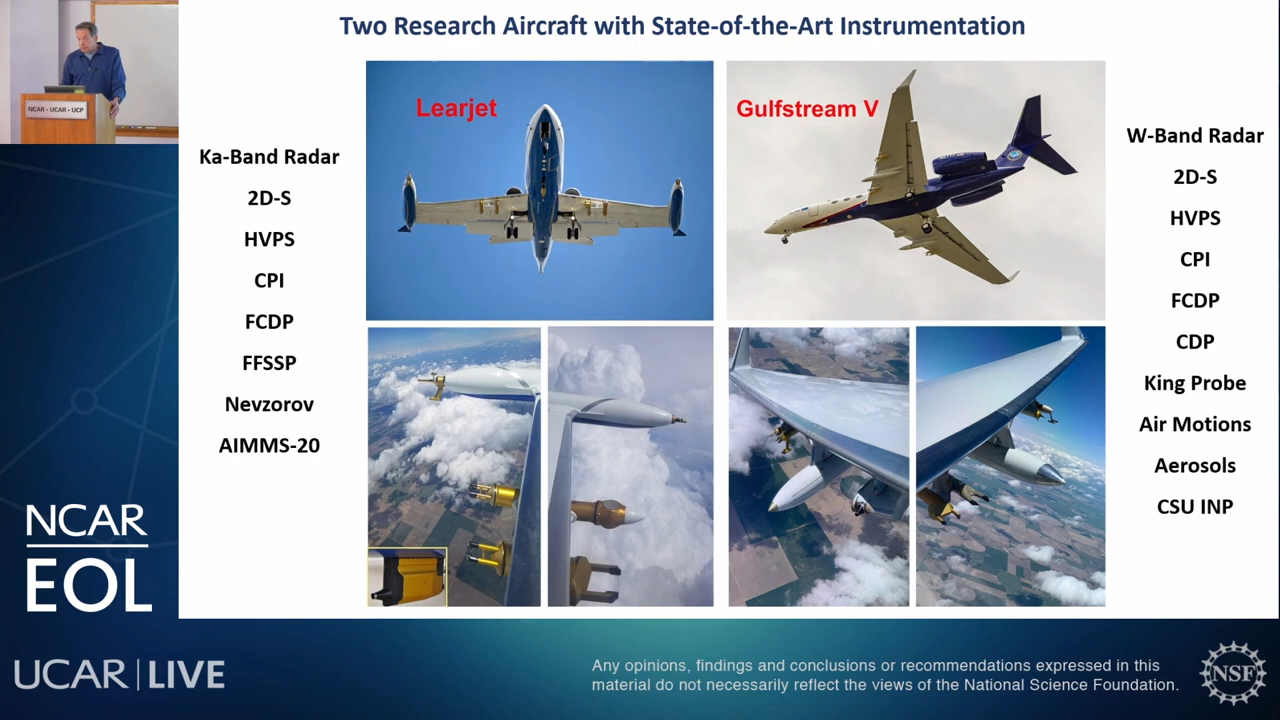 Two Research Aircraft with State-of-the-Art Instrumentation
NCAR • UCAR • UCP
Ka-Band Radar
2D-S
HVPS
CPI
FCDP
FFSSP
Nevzorov
AIMMS-20
Learjet
Gulfstream V
W-Band Radar
2D-S
HVPS
CPI
FCDP
CDP
King Probe
Air Motions
Aerosols
CSU INP
NCAR
EOL
UCAR | LIVE
Any opinions, findings and conclusions or recommendations expressed in this
material do not necessarily reflect the views of the National Science Foundation.
NSF